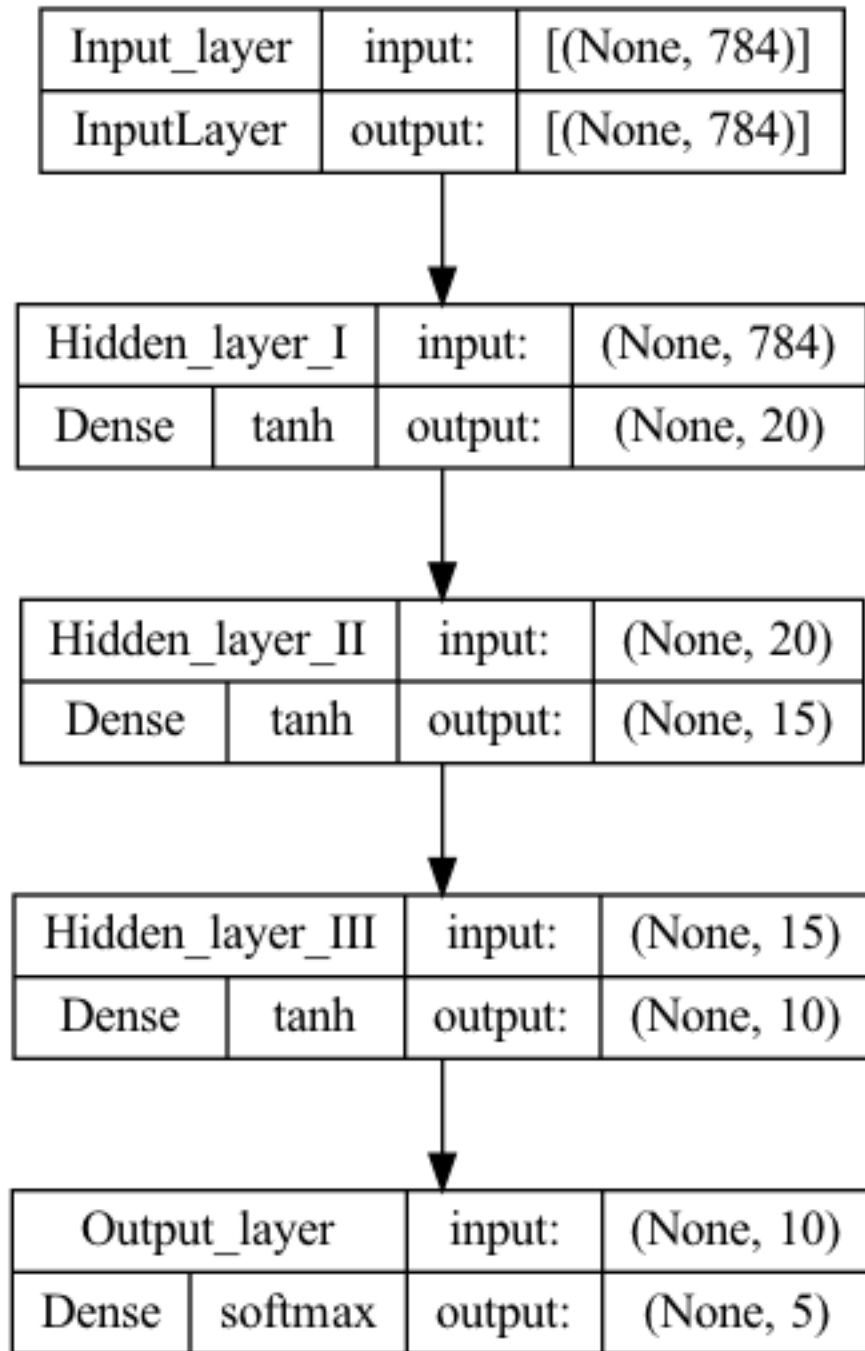 Input_layer input: [(None, 784)]
InputLayer output: [(None, 784)]
Hidden_layer_I input: (None, 784)
Dense tanh output: (None, 20)
Hidden_layer_II input: (None, 20)
Dense tanh output: (None, 15)
Hidden_layer_III input: (None, 15)
Dense tanh output: (None, 10)
Output_layer input: (None, 10)
Dense softmax output: (None, 5)